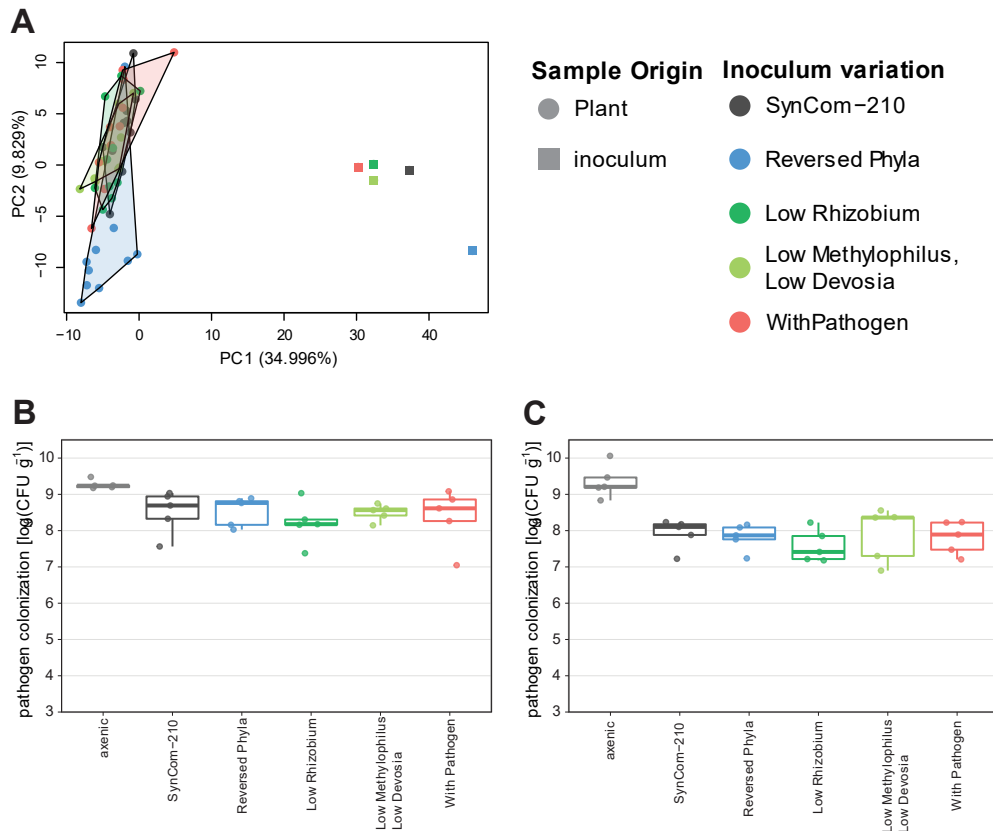 A
10
5
0
−5
−10
PC2 (9.829%)
−10
0
10
20
30
40
PC1 (34.996%)
Sample Origin
Plant
inoculum
Inoculum variation
SynCom−210
Reversed Phyla
Low Rhizobium
Low Methylophilus,
Low Devosia
WithPathogen
B
pathogen colonization [log(CFU ḡ¹)]
10
9
8
7
6
5
4
3
axenic
SynCom−210
Reversed Phyla
Low Rhizobium
Low Methylophilus
Low Devosia
With Pathogen
C
pathogen colonization [log(CFU ḡ¹)]
10
9
8
7
6
5
4
3
axenic
SynCom−210
Reversed Phyla
Low Rhizobium
Low Methylophilus
Low Devosia
With Pathogen